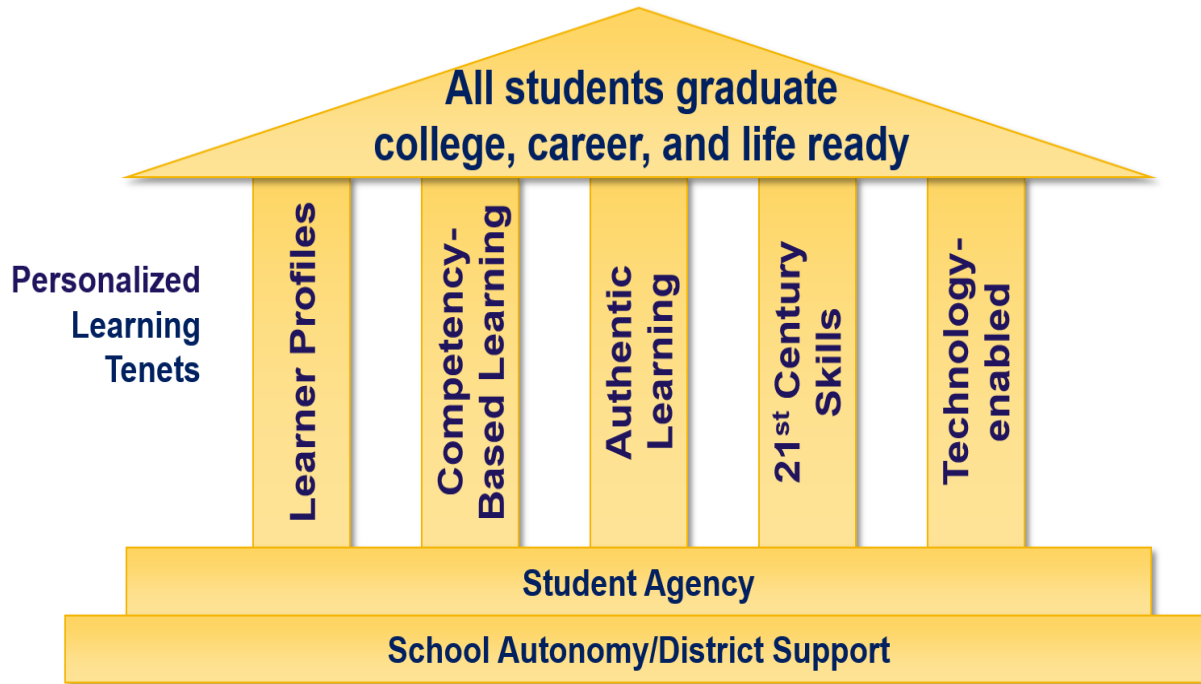 All students graduate
college, career, and life ready
Personalized
Learning
Tenets
Learner Profiles
Competency-
Based Learning
Authentic
Learning
21st Century
Skills
Technology-
enabled
Student Agency
School Autonomy/District Support